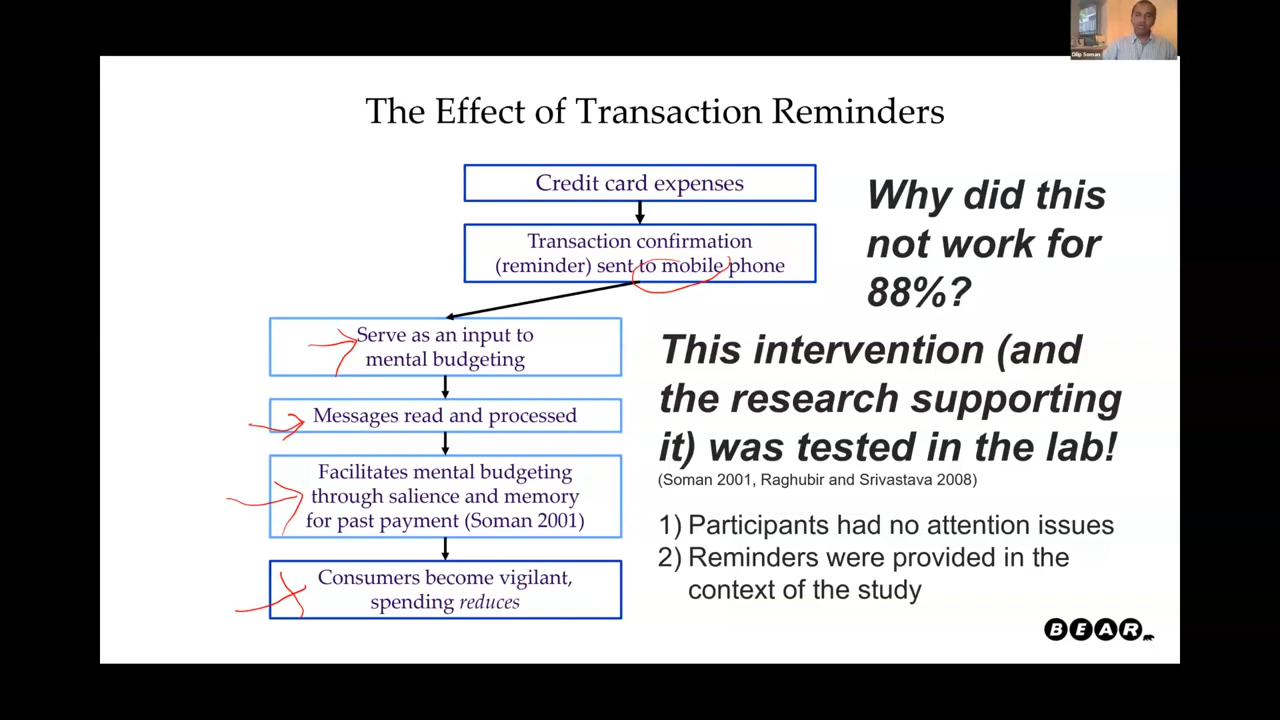 Dilip Soman
The Effect of Transaction Reminders
Credit card expenses
Transaction confirmation
(reminder) sent to mobile phone
Serve as an input to
mental budgeting
Messages read and processed
Facilitates mental budgeting
through salience and memory
for past payment (Soman 2001)
Consumers become vigilant,
spending reduces
Why did this
not work for
88%?
This intervention (and
the research supporting
it) was tested in the lab!
(Soman 2001, Raghubir and Srivastava 2008)
1) Participants had no attention issues
2) Reminders were provided in the
context of the study
BEAR